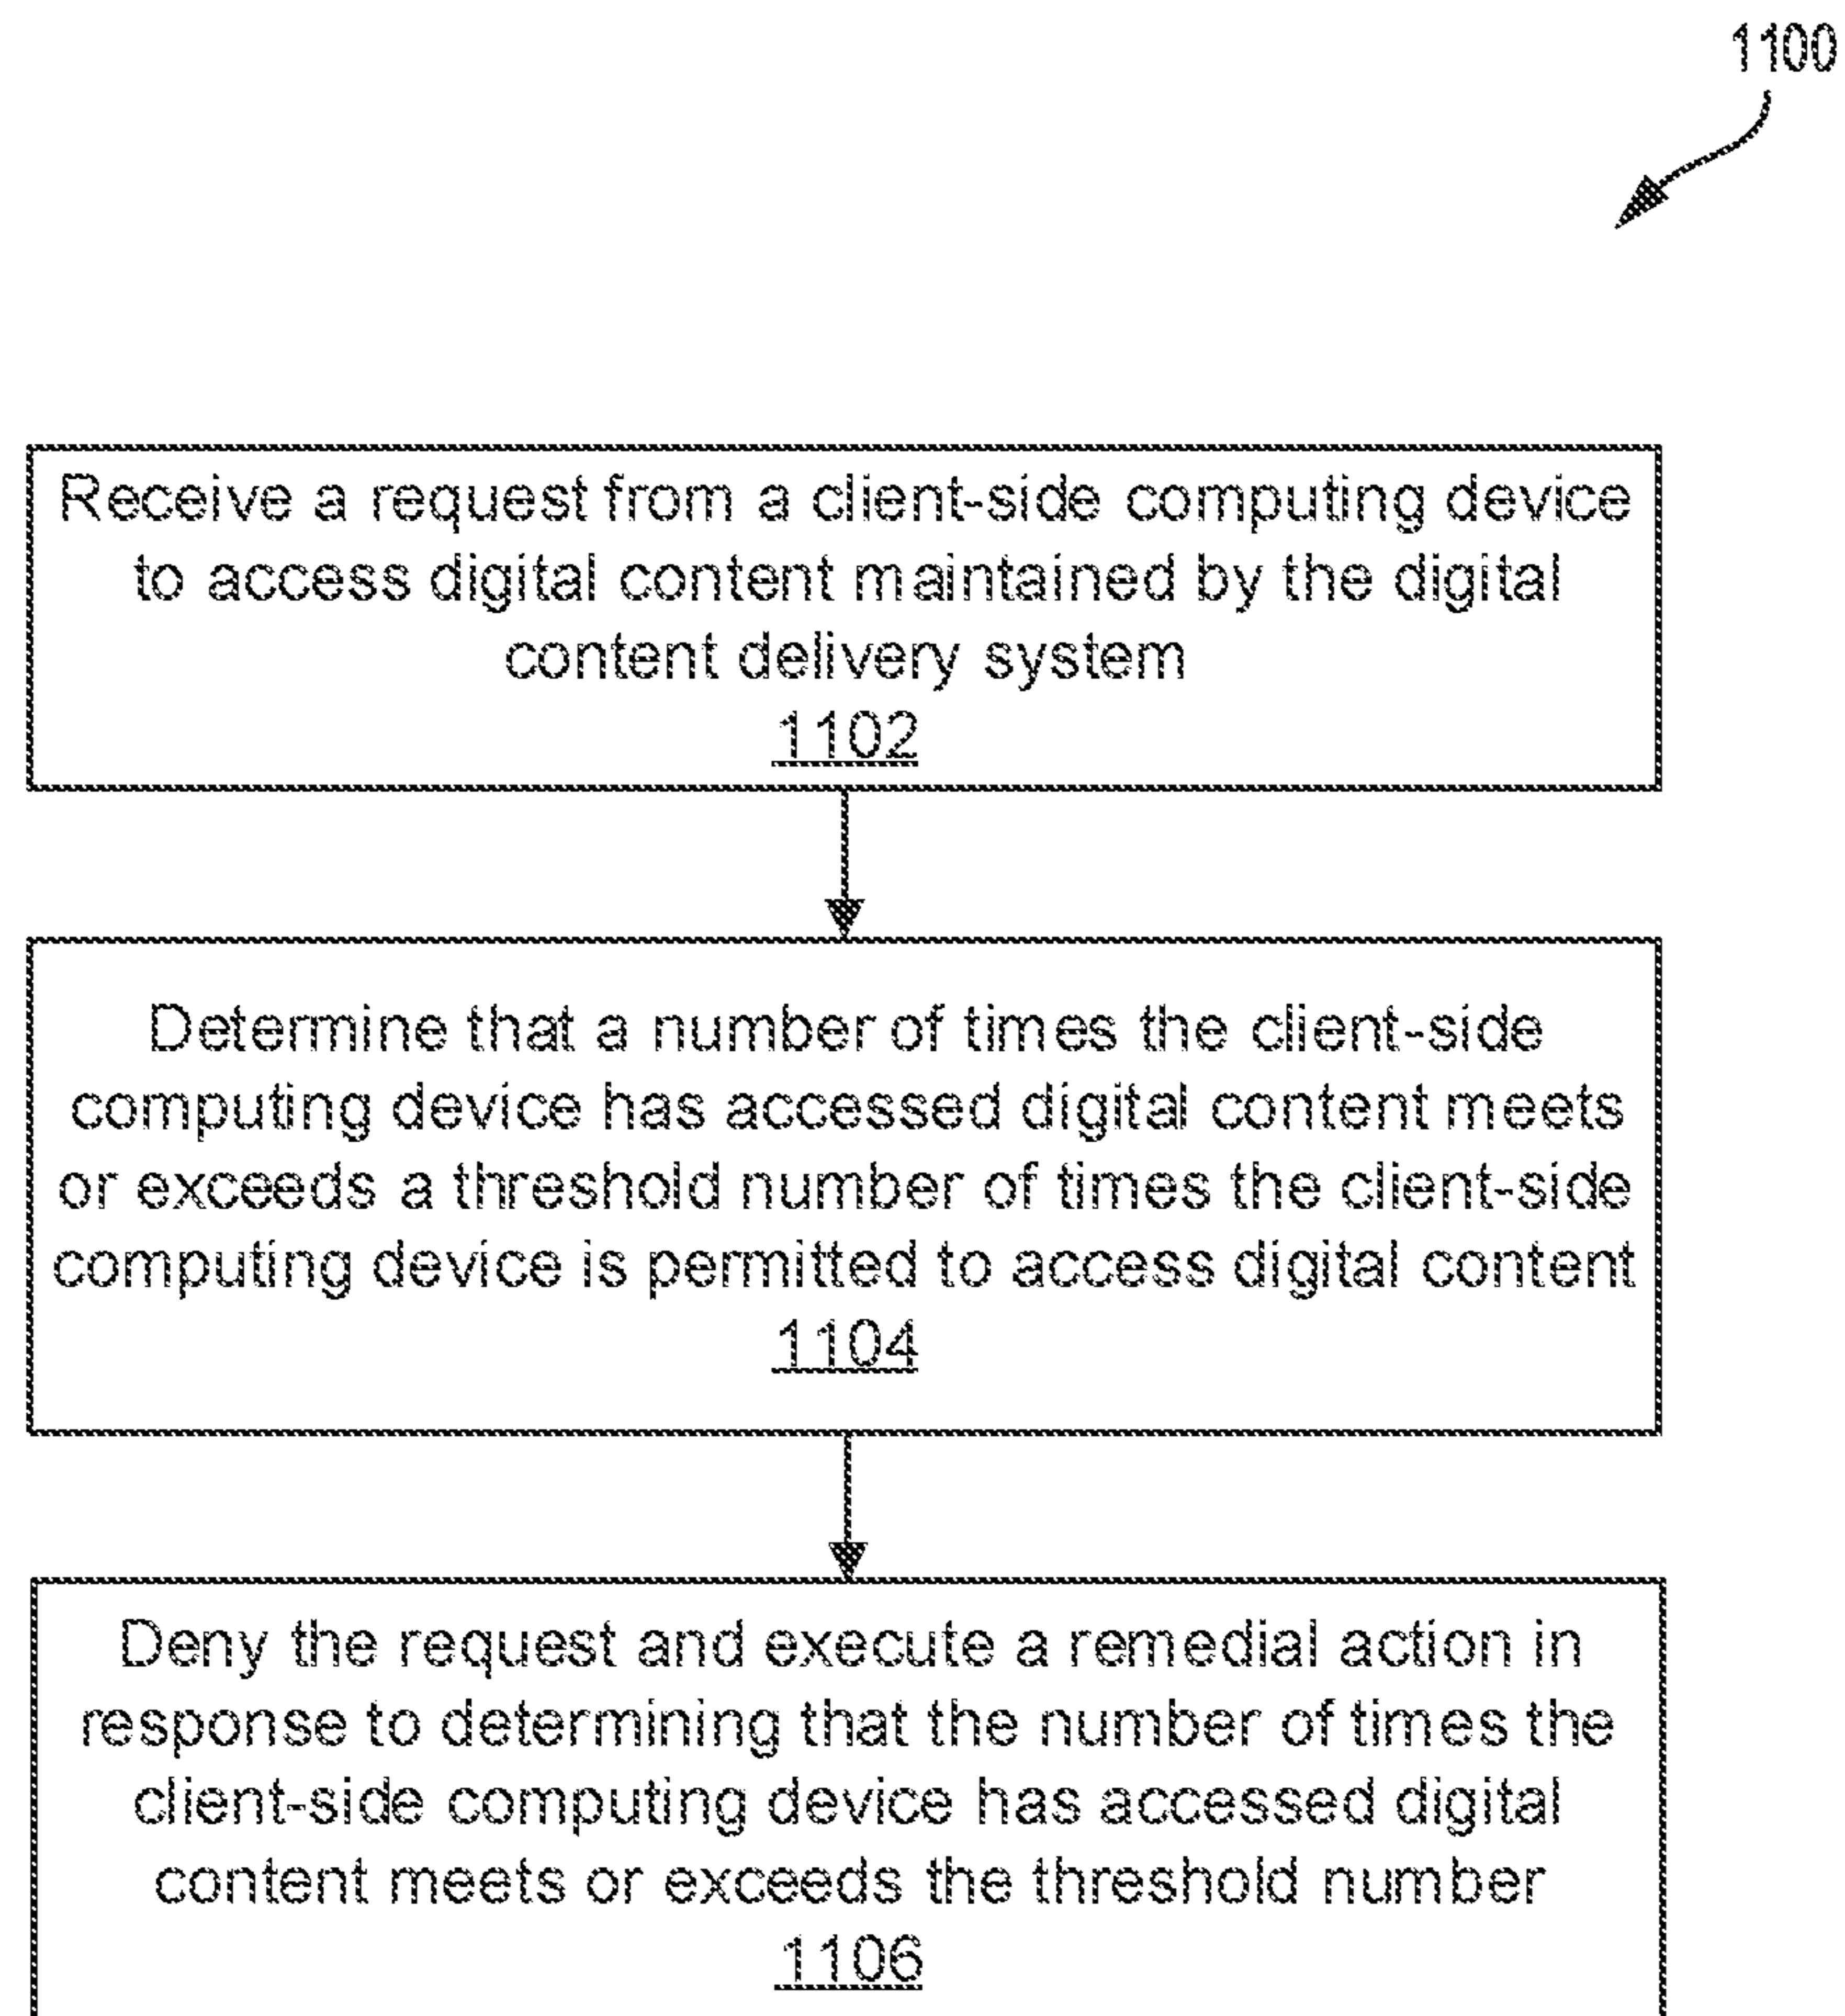 1100
Receive a request from a client-side computing device
to access digital content maintained by the digital
content delivery system
1102
Determine that a number of times the client-side
computing device has accessed digital content meets
or exceeds a threshold number of times the client-side
computing device is permitted to access digital content
1104
Deny the request and execute a remedial action in
response to determining that the number of times the
client-side computing device has accessed digital
content meets or exceeds the threshold number
1106